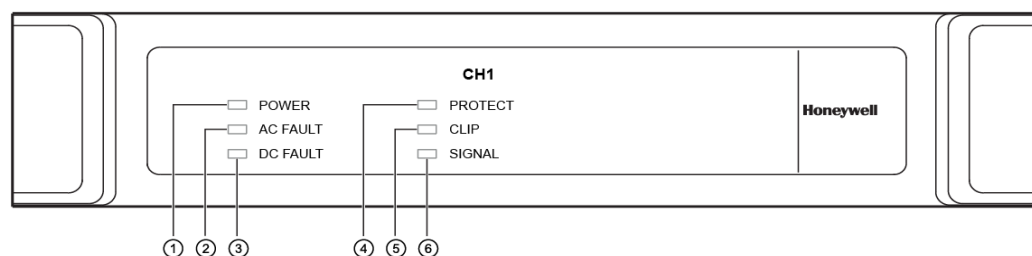 CH1
POWER
AC FAULT
DC FAULT
PROTECT
CLIP
SIGNAL
Honeywell
1
2
3
4
5
6